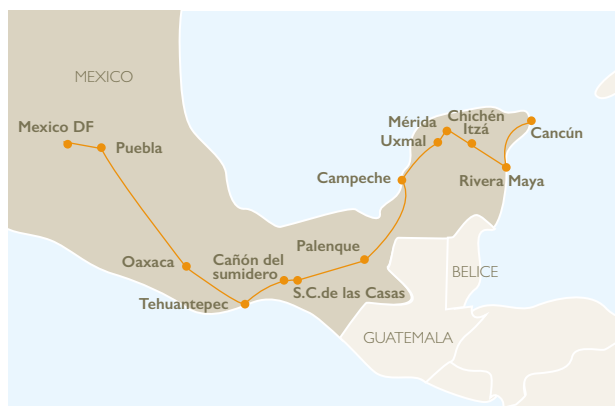 MEXICO
Mexico DF
Puebla
Oaxaca
Tehuantepec
Cañón del
sumidero
S.C.de las Casas
Palenque
Campeche
Uxmal
Mérida
Chichén
Itzá
Rivera Maya
Cancún
BELICE
GUATEMALA